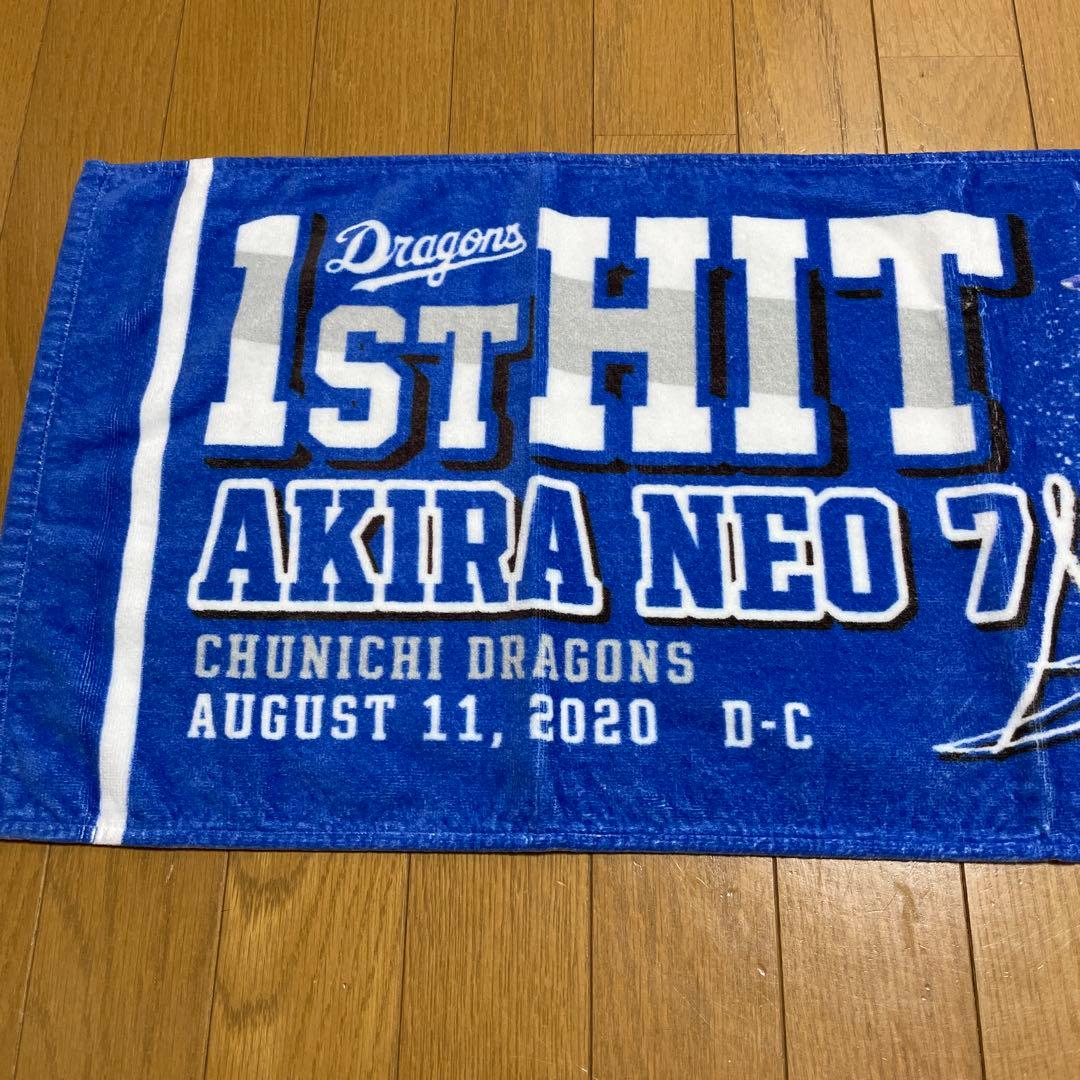 Dragons
1ST HIT
AKIRA NEO 7
CHUNICHI DRAGONS
AUGUST 11, 2020 D-C